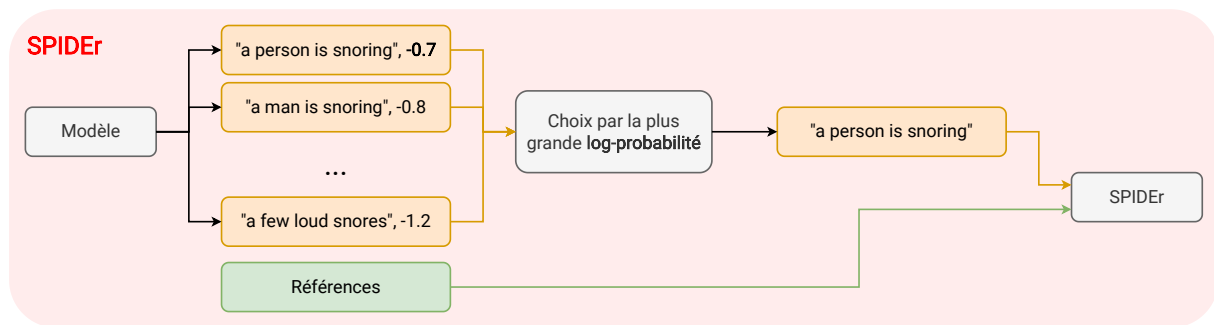 SPIDEr
"a person is snoring", -0.7
"a man is snoring", -0.8
...
"a few loud snores", -1.2
Modèle
Choix par la plus
grande log-probabilité
"a person is snoring"
SPIDEr
Références